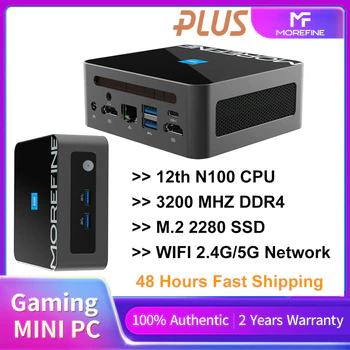 PLUS
MF
MOREFINE
MOREFINE
MOREFINE
>> 12th N100 CPU
>> 3200 MHZ DDR4
>> M.2 2280 SSD
>> WIFI 2.4G/5G Network
48 Hours Fast Shipping
Gaming
MINI PC
100% Authentic
2 Years Warranty